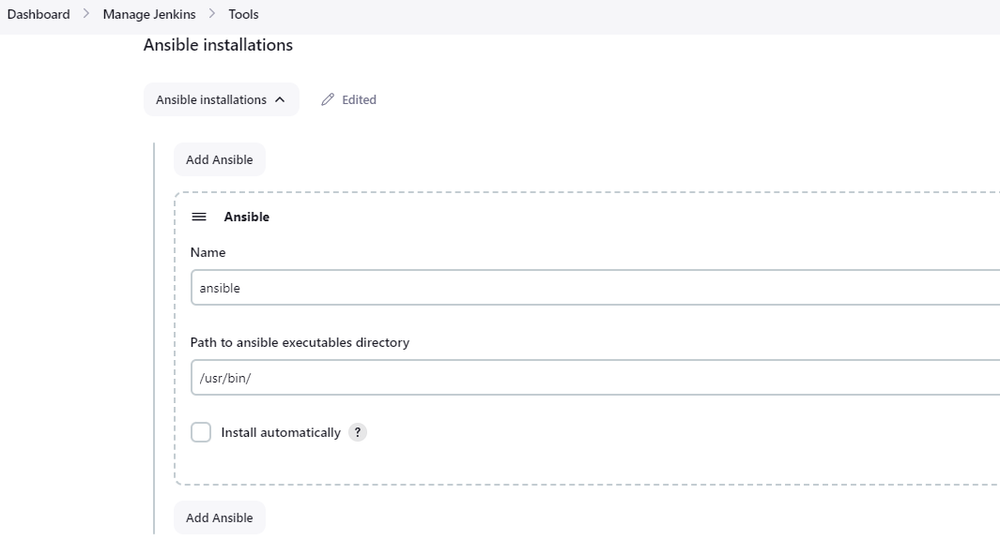 Dashboard > Manage Jenkins > Tools
Ansible installations
Ansible installations Edited
Add Ansible
Ansible
Name
ansible
Path to ansible executables directory
/usr/bin/
Install automatically ?
Add Ansible